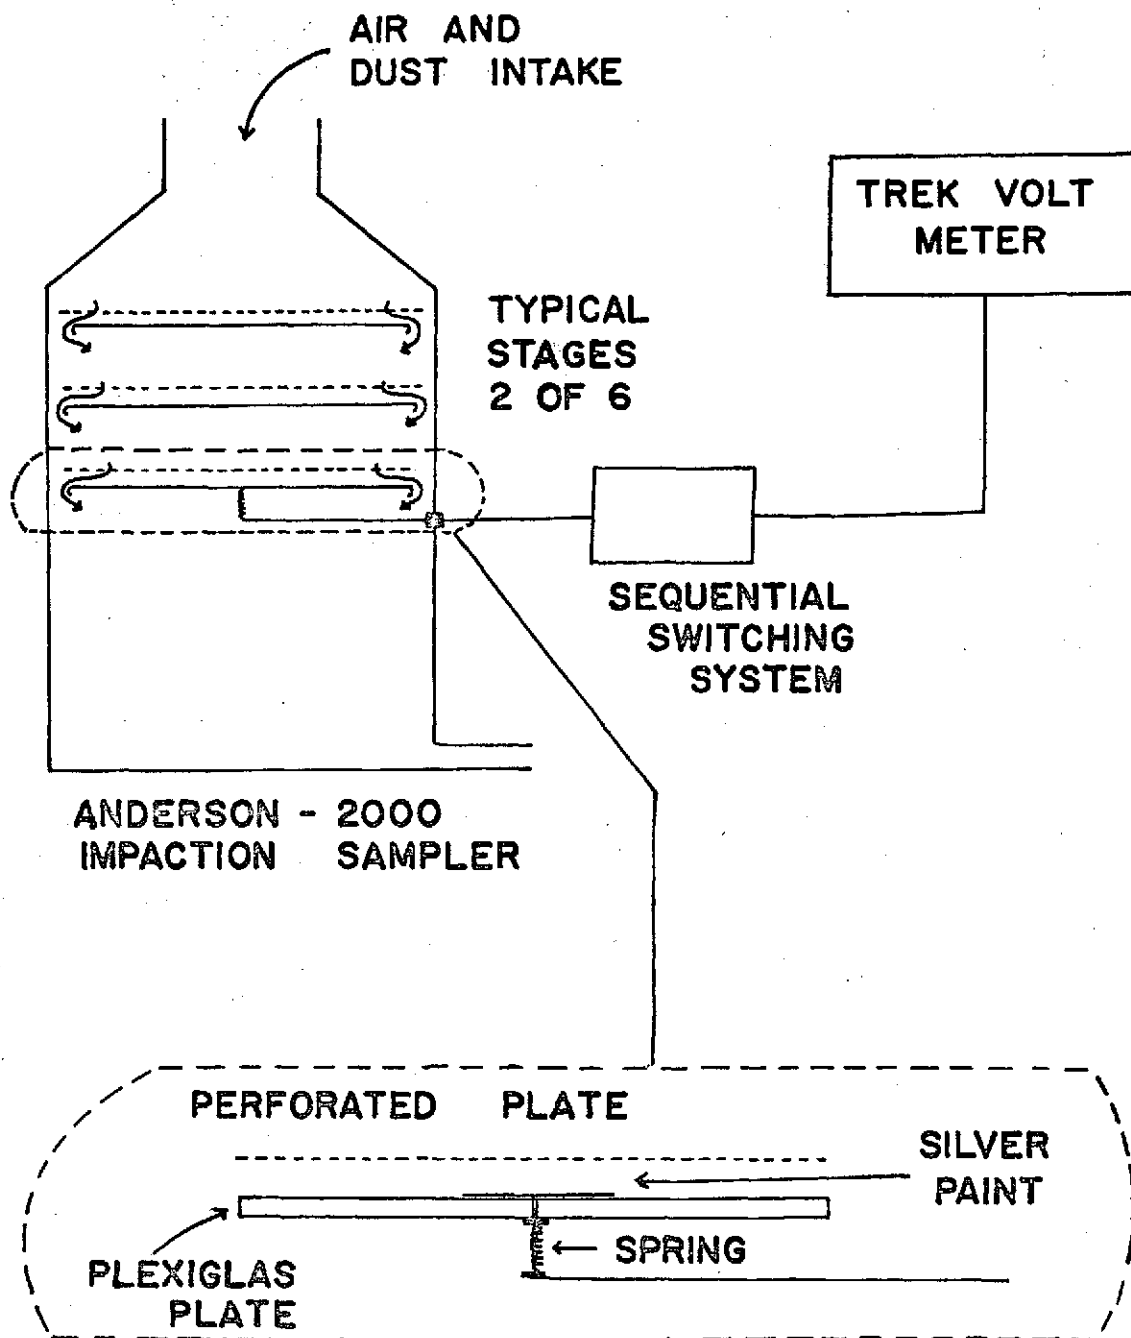 AIR AND
DUST INTAKE
TREK VOLT
METER
TYPICAL
STAGES
2 OF 6
SEQUENTIAL
SWITCHING
SYSTEM
ANDERSON - 2000
IMPACTION SAMPLER
PERFORATED PLATE
SILVER
PAINT
SPRING
PLEXIGLAS
PLATE